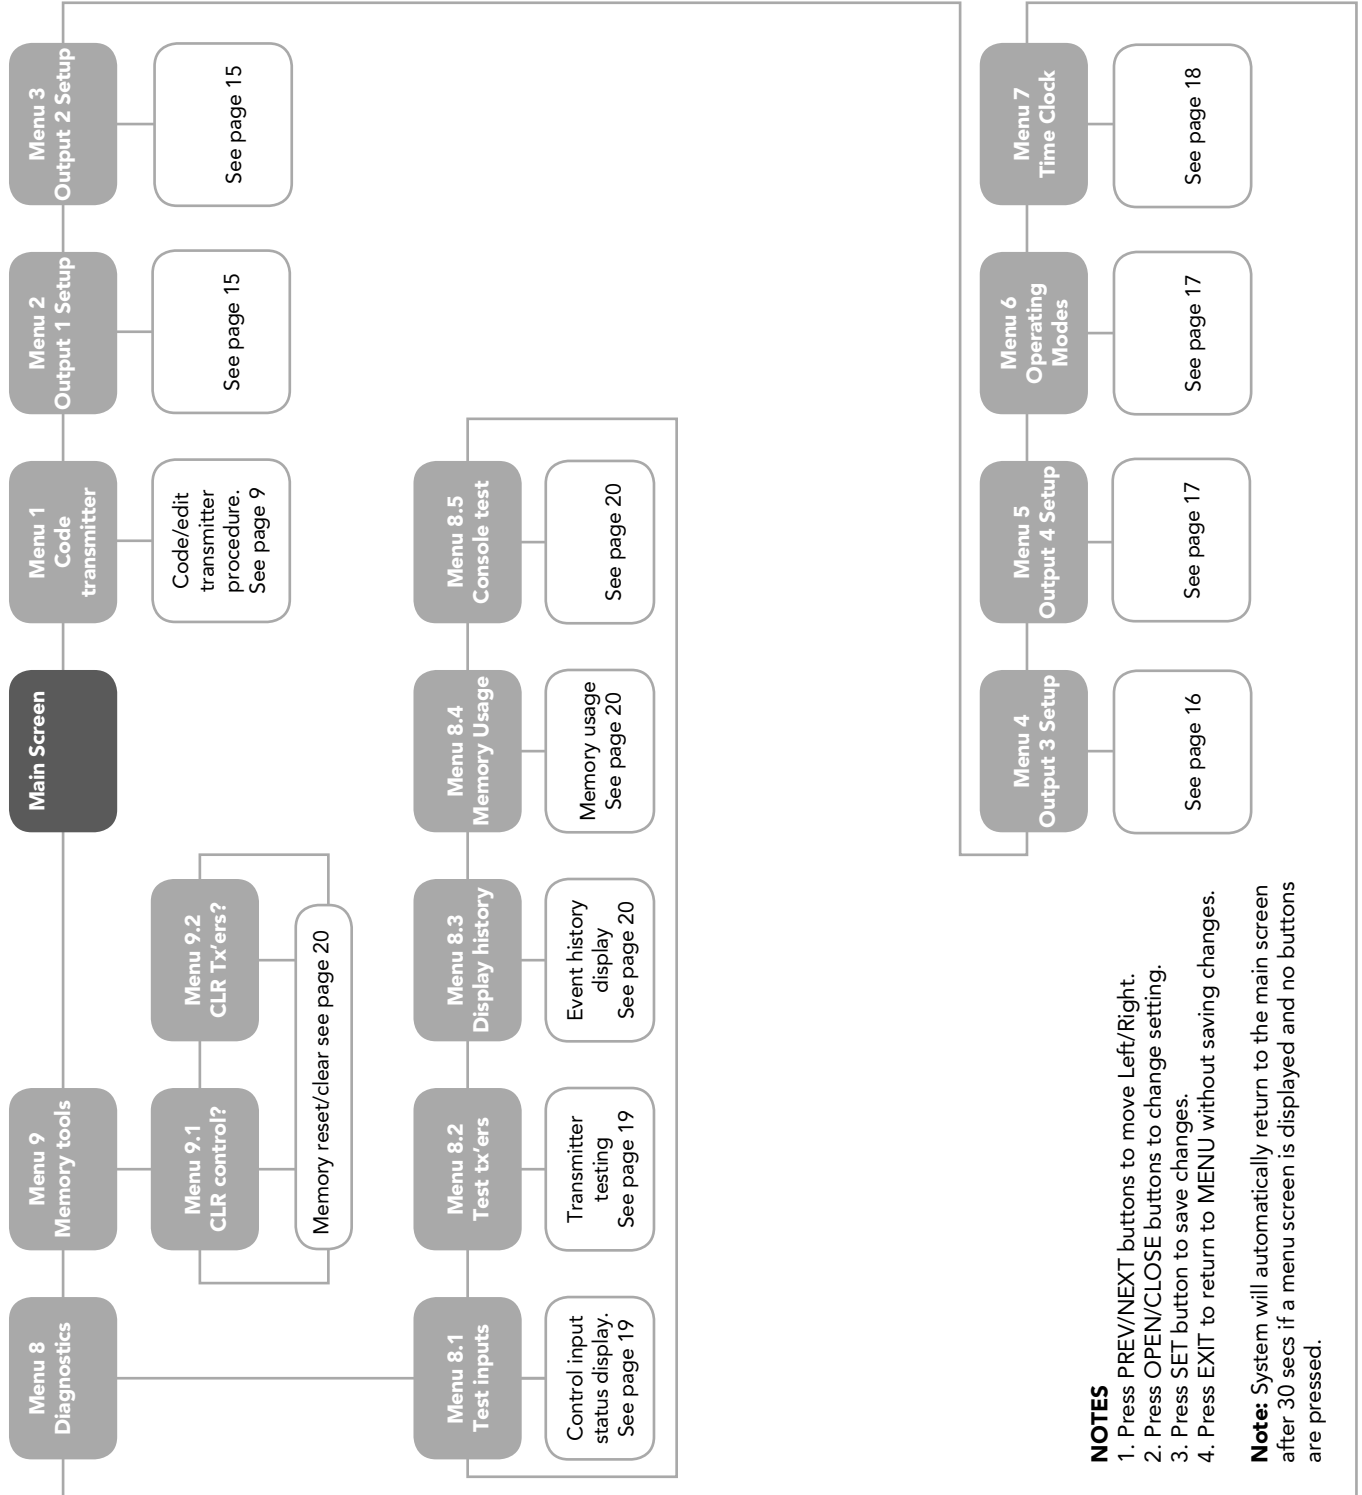 Menu 8
Diagnostics
Menu 9
Memory tools
Main Screen
Menu 1
Code
transmitter
Menu 2
Output 1 Setup
Menu 3
Output 2 Setup
Menu 9.1
CLR control?
Menu 9.2
CLR Tx'ers?
Code/edit
transmitter
procedure.
See page 9
See page 15
See page 15
Memory reset/clear see page 20
Menu 8.1
Test inputs
Menu 8.2
Test tx'ers
Menu 8.3
Display history
Menu 8.4
Memory Usage
Menu 8.5
Console test
Control input
status display.
See page 19
Transmitter
testing
See page 19
Event history
display
See page 20
Memory usage
See page 20
See page 20
Menu 4
Output 3 Setup
Menu 5
Output 4 Setup
Menu 6
Operating
Modes
Menu 7
Time Clock
See page 16
See page 17
See page 17
See page 18
NOTES
1. Press PREV/NEXT buttons to move Left/Right.
2. Press OPEN/CLOSE buttons to change setting.
3. Press SET button to save changes.
4. Press EXIT to return to MENU without saving changes.
Note: System will automatically return to the main screen
after 30 secs if a menu screen is displayed and no buttons
are pressed.